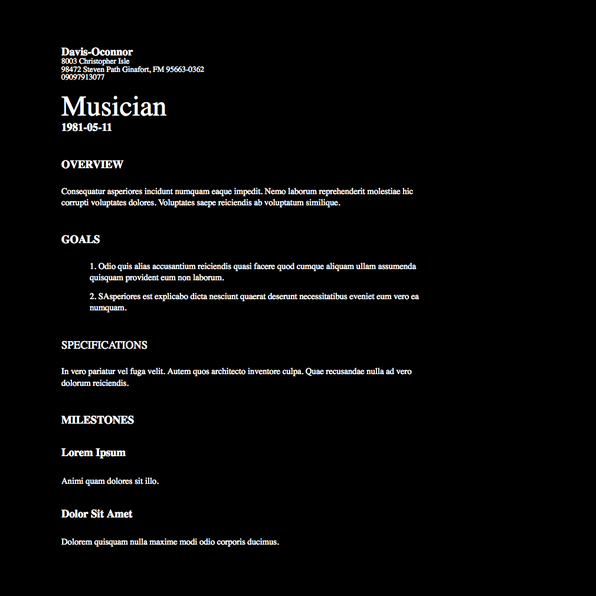 Davis-Oconnor
8003 Christopher Isle
98472 Steven Path Ginafort, FM 95663-0362
09097913077
Musician
1981-05-11
OVERVIEW
Consequatur asperiores incidunt numquam eaque impedit. Nemo laborum reprehenderit molestiae hic
corrupti voluptates dolores. Voluptates saepe reiciendis ab voluptatum similique.
GOALS
1. Odio quis alias accusantium reiciendis quasi facere quod cumque aliquam ullam assumenda
quisquam provident eum non laborum.
2. SAsperiores est explicabo dicta nesciunt quaerat deserunt necessitatibus eveniet eum vero ea
numquam.
SPECIFICATIONS
In vero pariatur vel fuga velit. Autem quos architecto inventore culpa. Quae recusandae nulla ad vero
dolorum reiciendis.
MILESTONES
Lorem Ipsum
Animi quam dolores sit illo.
Dolor Sit Amet
Dolorem quisquam nulla maxime modi odio corporis ducimus.